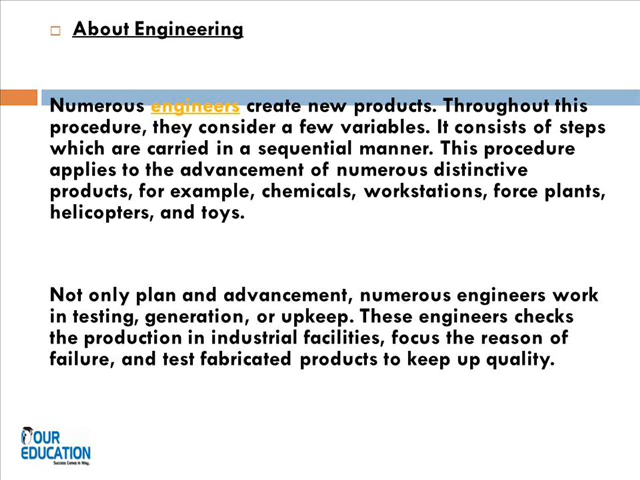 About Engineering
Numerous engineers create new products. Throughout this
procedure, they consider a few variables. It consists of steps
which are carried in a sequential manner. This procedure
applies to the advancement of numerous distinctive
products, for example, chemicals, workstations, force plants,
helicopters, and toys.
Not only plan and advancement, numerous engineers work
in testing, generation, or upkeep. These engineers checks
the production in industrial facilities, focus the reason of
failure, and test fabricated products to keep up quality.
YOUR
EDUCATION
Success Comes in Way.